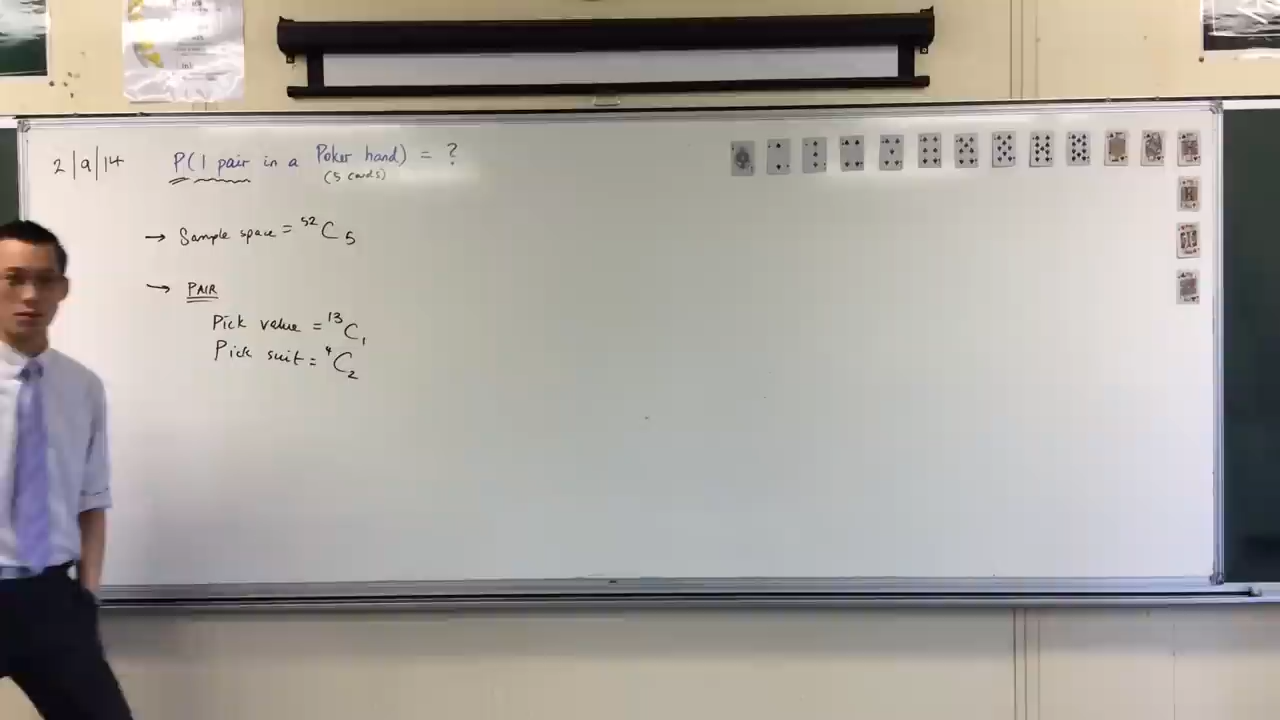 2/9/14 P(1 pair in a Poker hand) = ?
(5 cards)
→ Sample space = ⁵²C₅
→ PAIR
Pick value = ¹³C₁
Pick suit = ⁴C₂